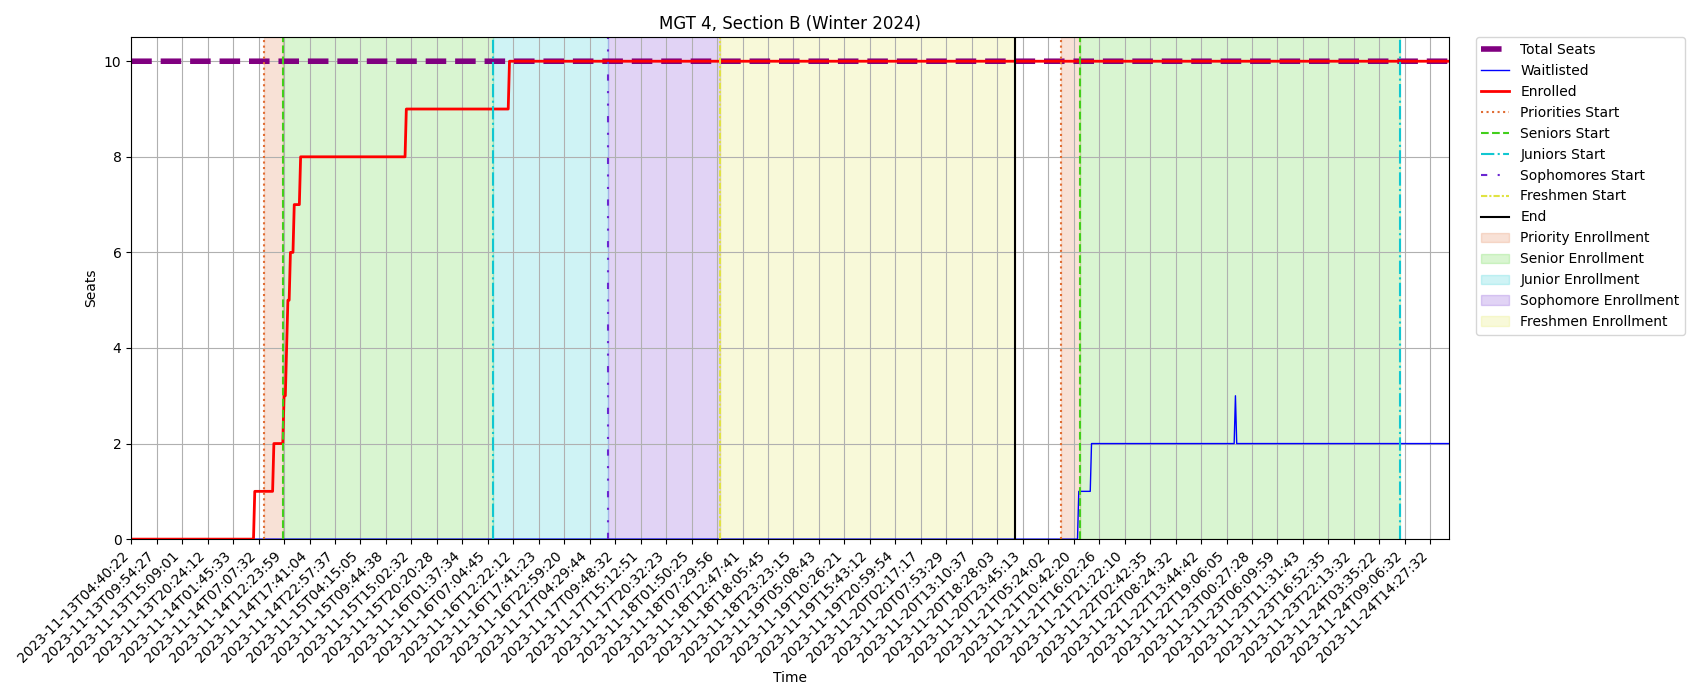 MGT 4, Section B (Winter 2024)
Total Seats
Waitlisted
Enrolled
Priorities Start
Seniors Start
Juniors Start
Sophomores Start
Freshmen Start
End
Priority Enrollment
Senior Enrollment
Junior Enrollment
Sophomore Enrollment
Freshmen Enrollment
Seats
10
8
6
4
2
0
2023-11-13T04:40:22
2023-11-13T09:54:27
2023-11-13T15:09:01
2023-11-13T20:24:12
2023-11-14T01:45:33
2023-11-14T07:07:32
2023-11-14T12:23:59
2023-11-14T17:41:04
2023-11-14T22:57:37
2023-11-15T04:15:05
2023-11-15T09:44:38
2023-11-15T15:02:32
2023-11-15T20:20:28
2023-11-16T01:37:34
2023-11-16T07:04:45
2023-11-16T12:22:12
2023-11-16T17:41:23
2023-11-16T22:59:20
2023-11-17T04:29:44
2023-11-17T09:48:32
2023-11-17T15:12:51
2023-11-17T20:32:23
2023-11-18T01:50:25
2023-11-18T07:29:56
2023-11-18T12:47:41
2023-11-18T18:05:45
2023-11-18T23:23:15
2023-11-19T05:08:43
2023-11-19T10:26:21
2023-11-19T15:43:12
2023-11-19T20:59:54
2023-11-20T02:17:17
2023-11-20T07:53:29
2023-11-20T13:10:37
2023-11-20T18:28:03
2023-11-20T23:45:13
2023-11-21T05:24:02
2023-11-21T10:42:20
2023-11-21T16:02:26
2023-11-21T21:22:10
2023-11-22T02:42:35
2023-11-22T08:24:32
2023-11-22T13:44:42
2023-11-22T19:06:05
2023-11-23T00:27:28
2023-11-23T06:09:59
2023-11-23T11:31:43
2023-11-23T16:52:35
2023-11-23T22:13:32
2023-11-24T03:35:22
2023-11-24T09:06:32
2023-11-24T14:27:32
Time